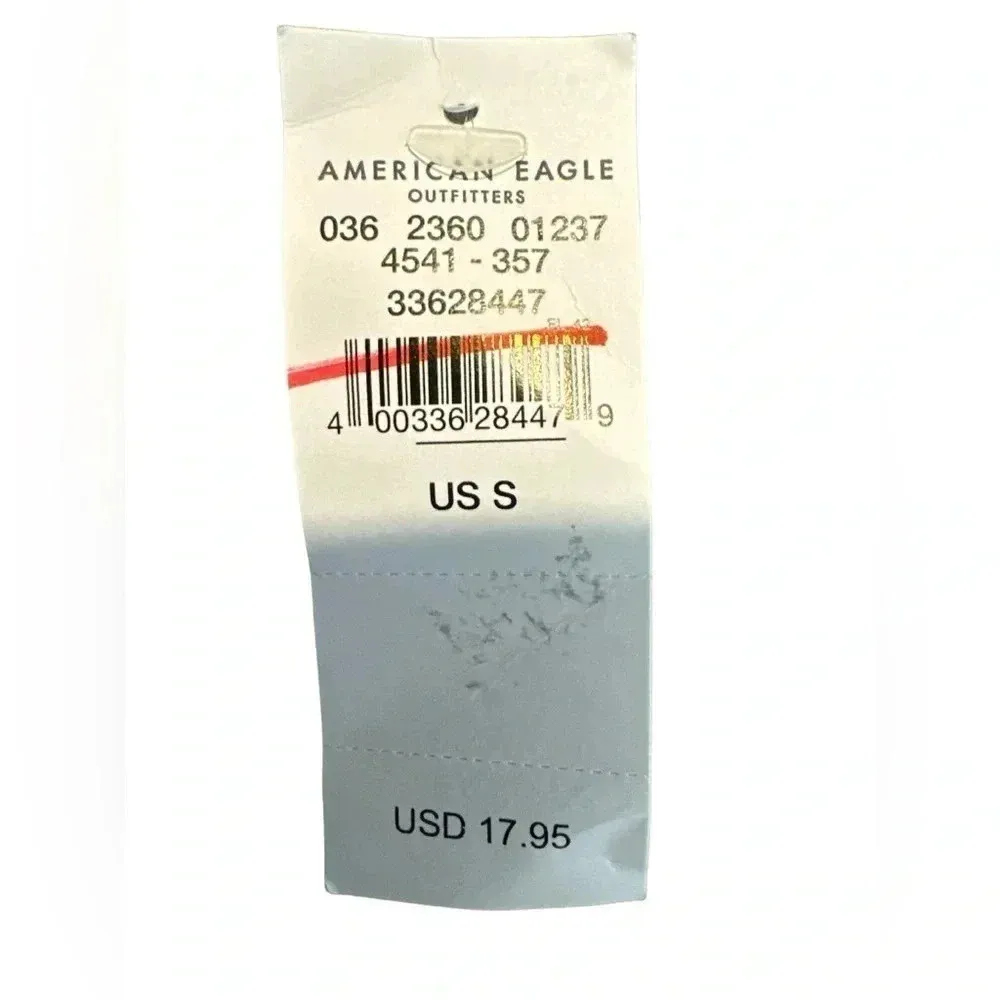 AMERICAN EAGLE
OUTFITTERS
036 2360 01237
4541 - 357
33628447
4 00336 28447 9
US S
USD 17.95